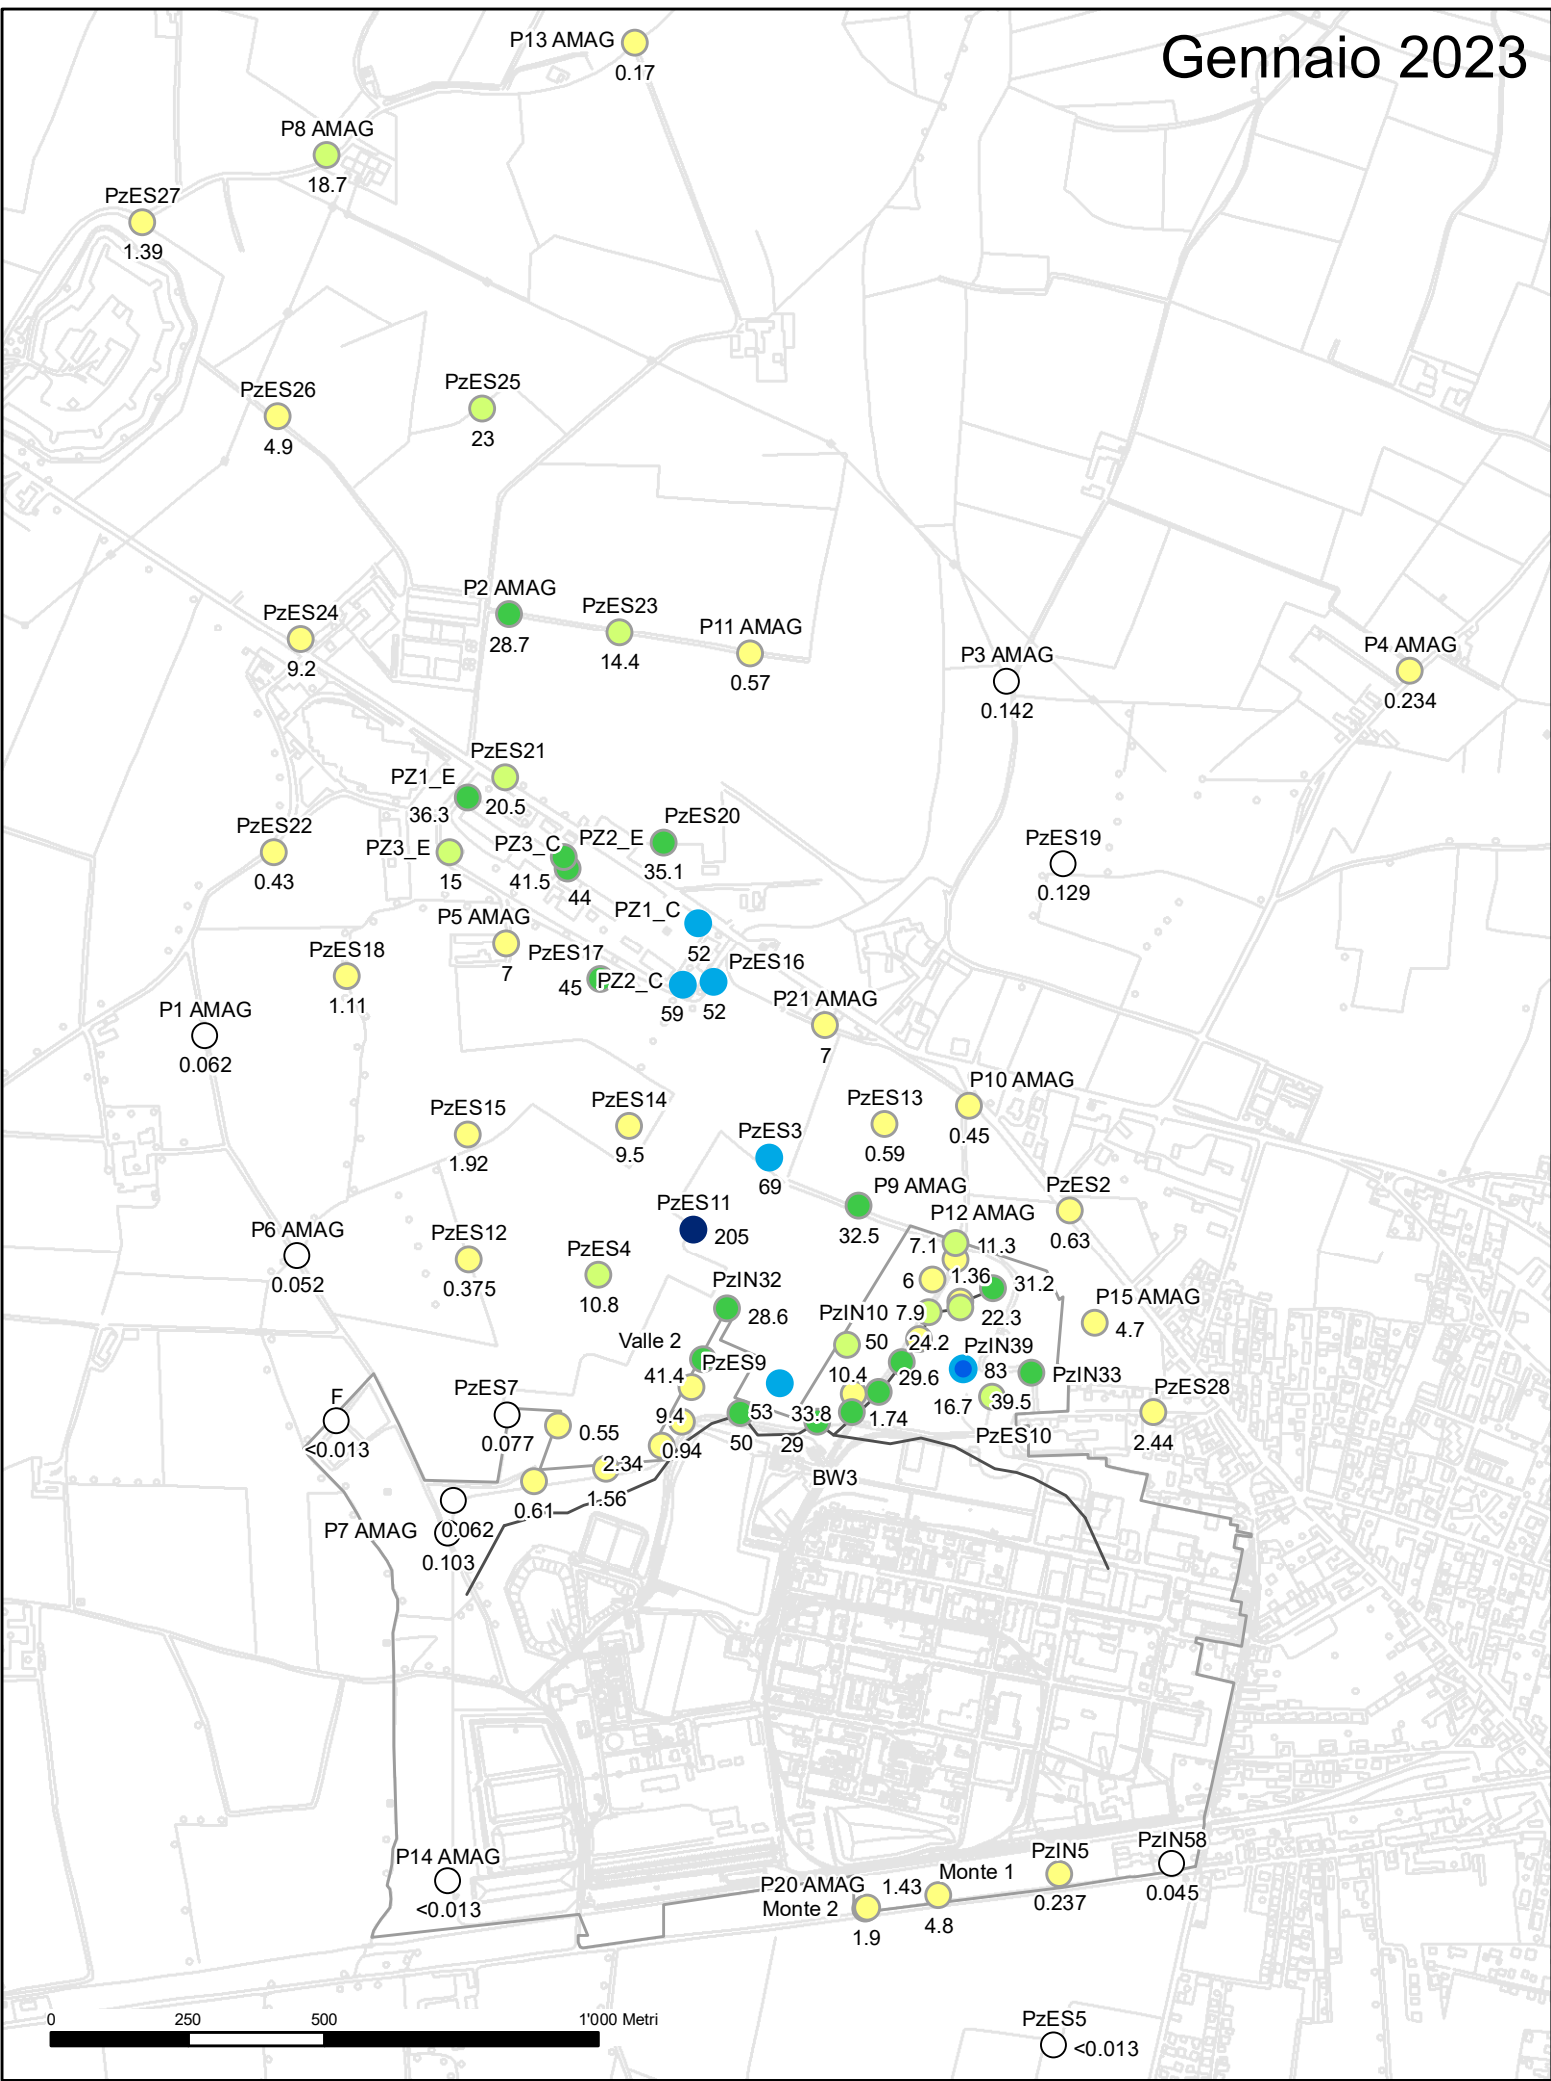 Gennaio 2023
P13 AMAG
0.17
P8 AMAG
18.7
PzES27
1.39
PzES26
4.9
PzES25
23
P2 AMAG
28.7
PzES23
14.4
P11 AMAG
0.57
PzES24
9.2
P3 AMAG
0.142
P4 AMAG
0.234
PzES21
20.5
PZ1_E
36.3
PzES22
0.43
PZ3_E
15
PZ3_C
41.5
PZ2_E
44
PzES20
35.1
PzES19
0.129
P5 AMAG
7
PZ1_C
52
PzES18
1.11
PzES17
45
PZ2_C
59
PzES16
52
P21 AMAG
7
P1 AMAG
0.062
PzES15
1.92
PzES14
9.5
PzES13
0.59
P10 AMAG
0.45
PzES3
69
P9 AMAG
32.5
PzES2
0.63
PzES11
205
P12 AMAG
7.1
11.3
P6 AMAG
0.052
PzES12
0.375
PzES4
10.8
6
1.36
31.2
PzIN32
28.6
PzIN10
7.9
22.3
P15 AMAG
4.7
Valle 2
41.4
50
24.2
PzIN39
83
PzES9
53
10.4
29.6
PzIN33
39.5
16.7
PzES10
PzES28
2.44
F
<0.013
PzES7
0.077
0.55
9.4
33.8
1.74
0.94
50
29
2.34
BW3
0.61
1.56
P7 AMAG
0.062
0.103
P14 AMAG
<0.013
P20 AMAG
Monte 2
1.9
1.43
Monte 1
4.8
PzIN5
0.237
PzIN58
0.045
0
250
500
1'000 Metri
PzES5
<0.013